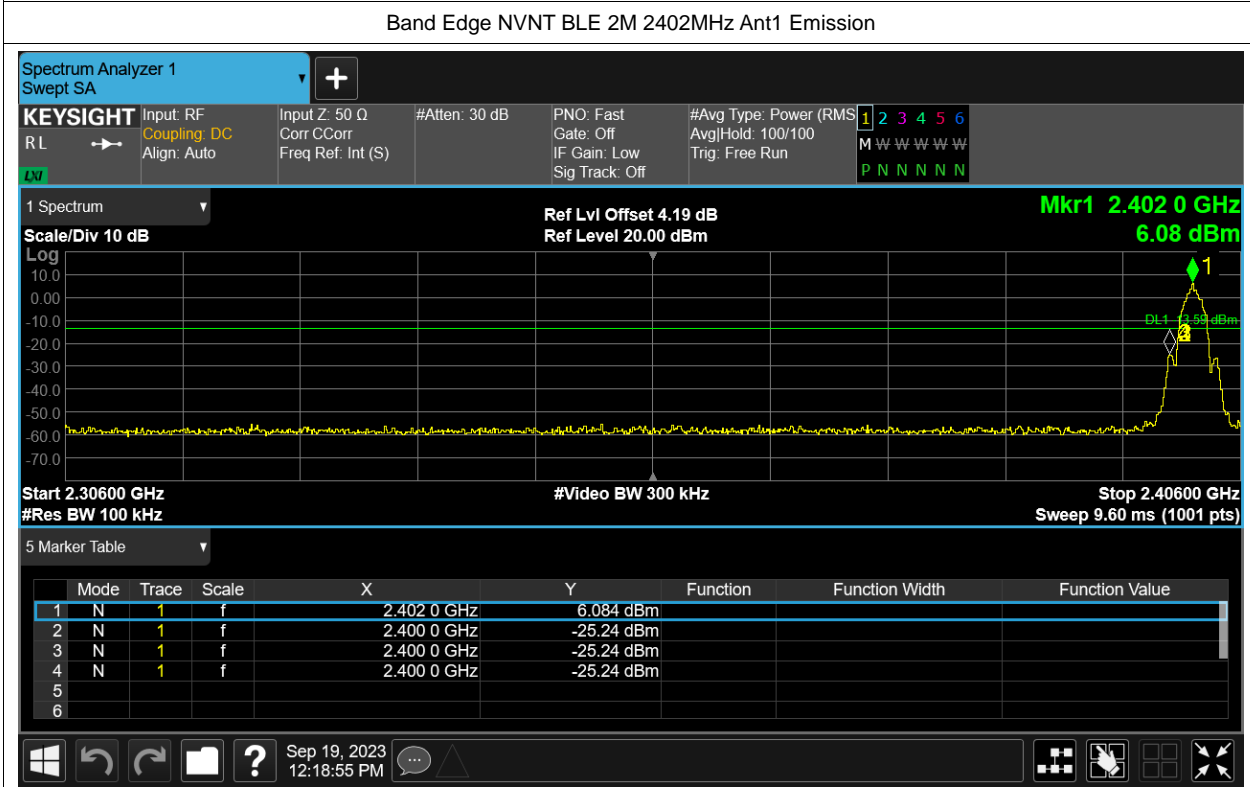 Band Edge NVNT BLE 2M 2402MHz Ant1 Emission
Spectrum Analyzer 1
Swept SA
KEYSIGHT
RL
LXI
Input: RF
Coupling: DC
Align: Auto
Input Z: 50 Ω
Corr CCorr
Freq Ref: Int (S)
#Atten: 30 dB
PNO: Fast
Gate: Off
IF Gain: Low
Sig Track: Off
#Avg Type: Power (RMS
Avg|Hold: 100/100
Trig: Free Run
1 2 3 4 5 6
M W W W W W
P N N N N N
1 Spectrum
Scale/Div 10 dB
Ref Lvl Offset 4.19 dB
Ref Level 20.00 dBm
Mkr1 2.402 0 GHz
6.08 dBm
Log
10.0
0.00
-10.0
-20.0
-30.0
-40.0
-50.0
-60.0
-70.0
1
DL1 -13.59 dBm
Start 2.30600 GHz
#Res BW 100 kHz
#Video BW 300 kHz
Stop 2.40600 GHz
Sweep 9.60 ms (1001 pts)
5 Marker Table
Mode Trace Scale X Y Function Function Width Function Value
1 N 1 f 2.402 0 GHz 6.084 dBm
2 N 1 f 2.400 0 GHz -25.24 dBm
3 N 1 f 2.400 0 GHz -25.24 dBm
4 N 1 f 2.400 0 GHz -25.24 dBm
5
6
?
Sep 19, 2023
12:18:55 PM